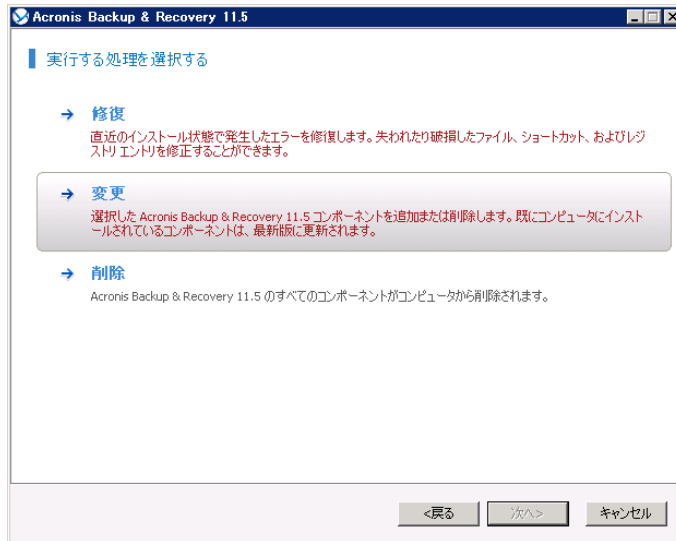 Acronis Backup & Recovery 11.5
実行する処理を選択する
修復
直近のインストール状態で発生したエラーを修復します。失われたり破損したファイル、ショートカット、およびレジ
ストリ エントリを修正することができます。
変更
選択した Acronis Backup & Recovery 11.5 コンポーネントを追加または削除します。既にコンピュータにインスト
ールされているコンポーネントは、最新版に更新されます。
削除
Acronis Backup & Recovery 11.5 のすべてのコンポーネントがコンピュータから削除されます。
<戻る
次へ>
キャンセル